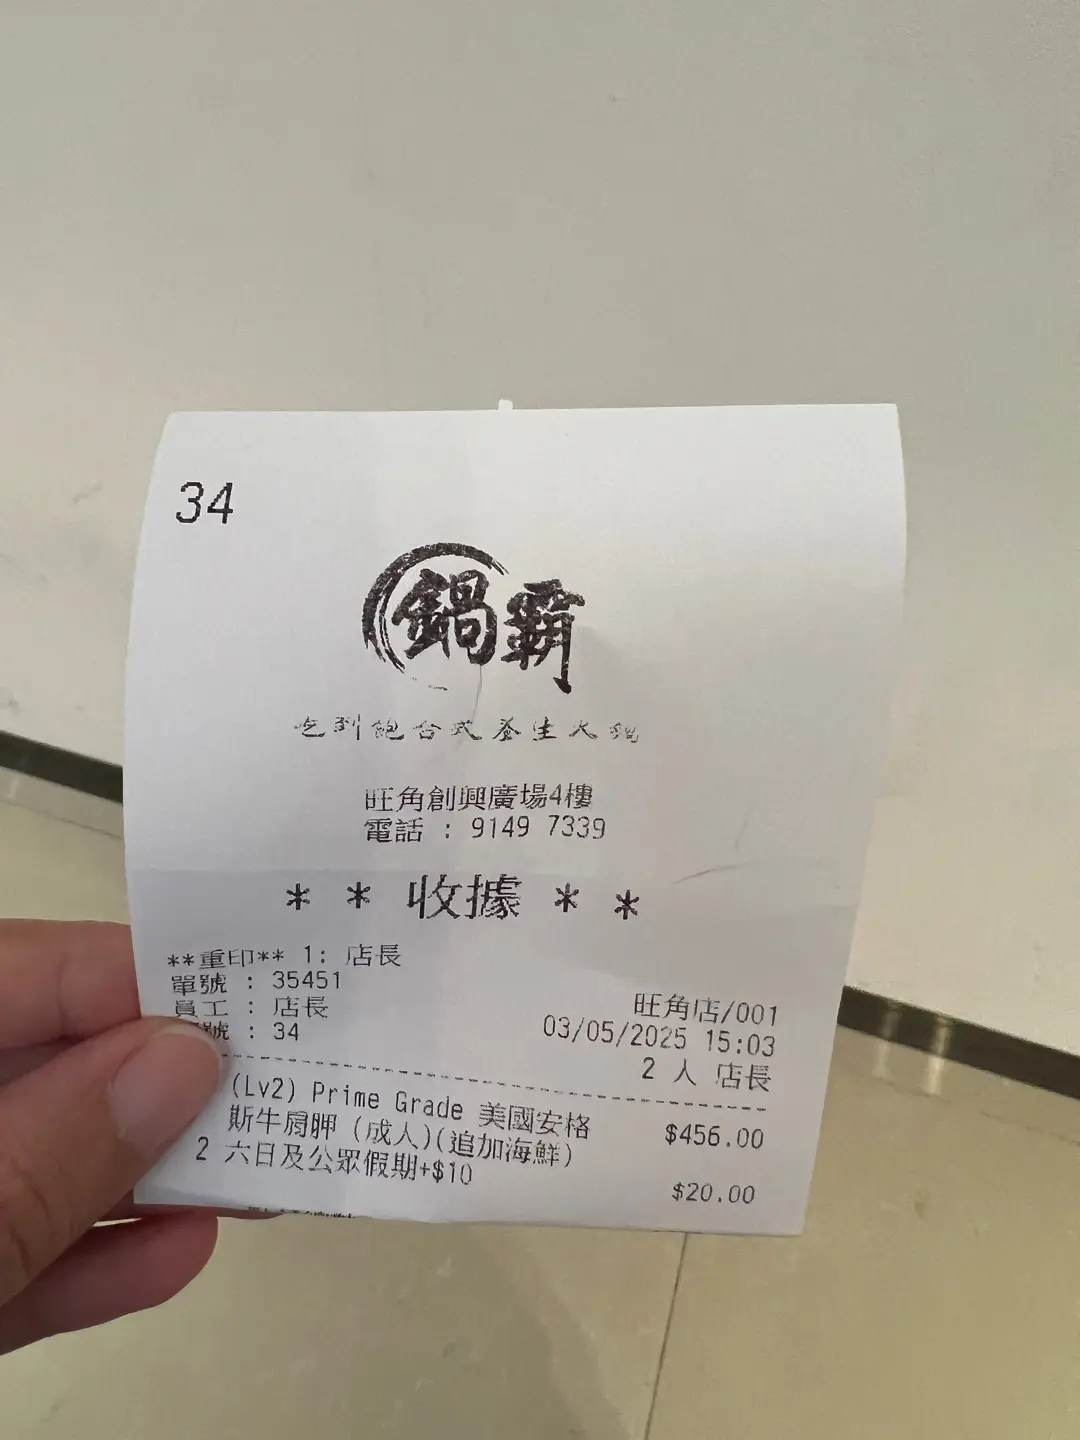 34
鍋霸
吃到飽台式養生火鍋
旺角創興廣場4樓
電話 : 9149 7339
* * 收據 * *
**重印** 1: 店長
單號 : 35451
員工 : 店長 旺角店/001
號 : 34 03/05/2025 15:03
2 人 店長
(Lv2) Prime Grade 美國安格
斯牛肩胛 (成人)(追加海鮮) $456.00
2 六日及公眾假期+$10 $20.00